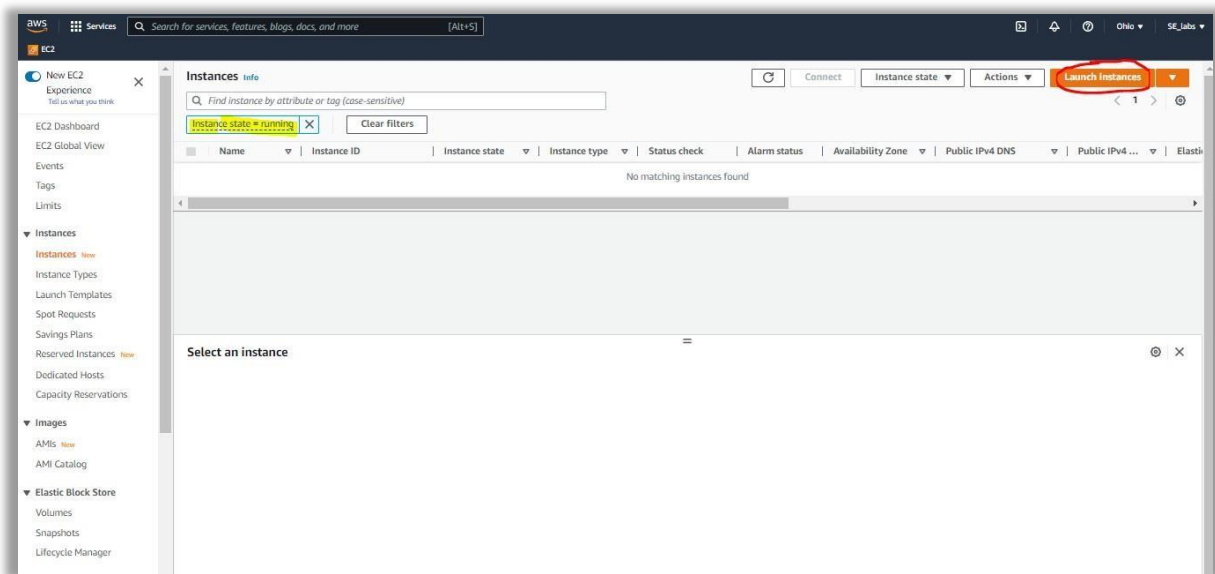 aws Services Search for services, features, blogs, docs, and more [Alt+S] Ohio SE_labs
EC2
New EC2
Experience
Tell us what you think
EC2 Dashboard
EC2 Global View
Events
Tags
Limits
Instances
Instances New
Instance Types
Launch Templates
Spot Requests
Savings Plans
Reserved Instances New
Dedicated Hosts
Capacity Reservations
Images
AMIs New
AMI Catalog
Elastic Block Store
Volumes
Snapshots
Lifecycle Manager
Instances Info Connect Instance state Actions Launch Instances
Find instance by attribute or tag (case-sensitive) 1
Instance state = running Clear filters
Name Instance ID Instance state Instance type Status check Alarm status Availability Zone Public IPv4 DNS Public IPv4 ... Elasti
No matching instances found
Select an instance